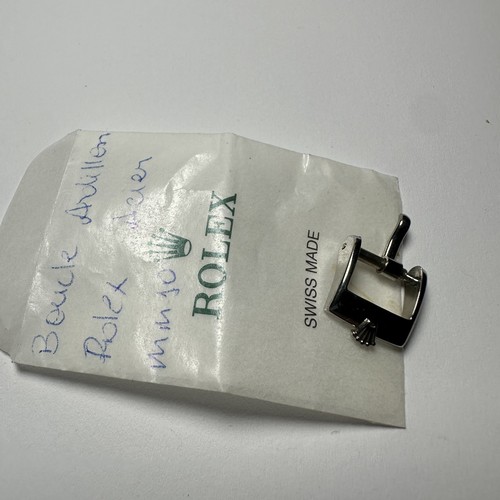 Boucle Ardillon
Rolex Acier
ROLEX
SWISS MADE